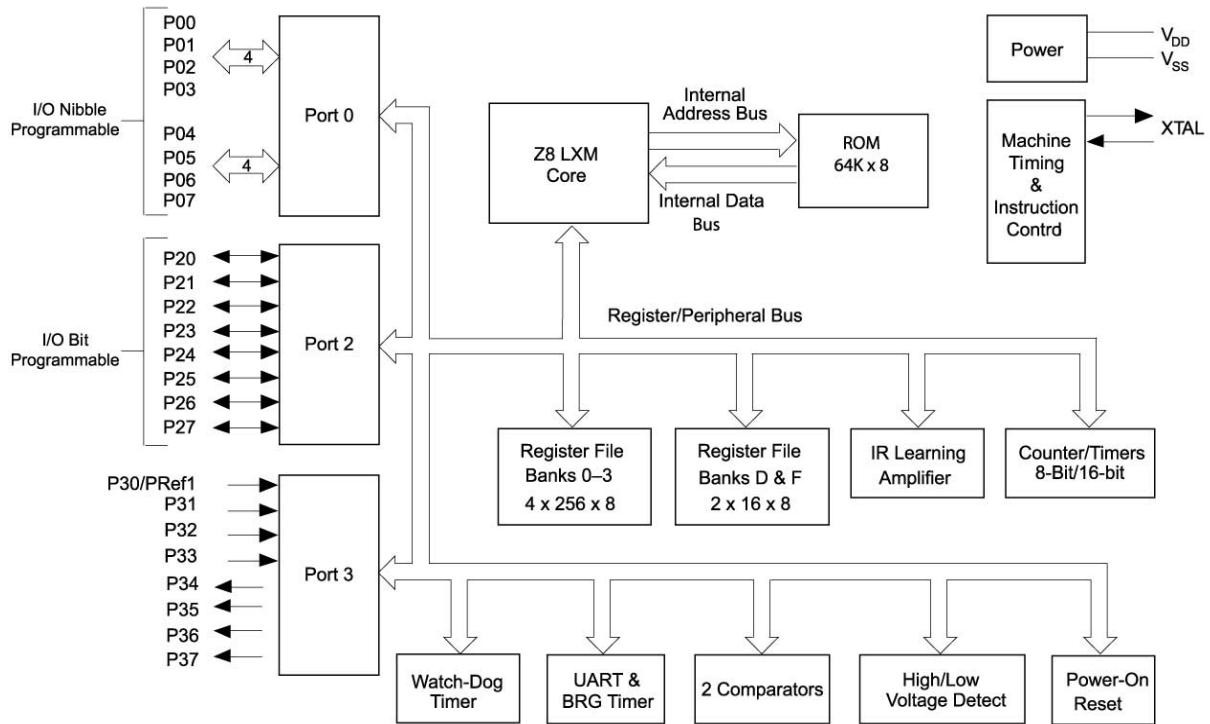 P00
P01
P02
P03
4
I/O Nibble
Programmable
P04
P05
P06
P07
4
Port 0
Z8 LXM
Core
Internal
Address Bus
Internal Data
Bus
ROM
64K x 8
Power
VDD
VSS
Machine
Timing
&
Instruction
Contrd
XTAL
I/O Bit
Programmable
P20
P21
P22
P23
P24
P25
P26
P27
Port 2
Register/Peripheral Bus
Register File
Banks 0–3
4 x 256 x 8
Register File
Banks D & F
2 x 16 x 8
IR Learning
Amplifier
Counter/Timers
8-Bit/16-bit
P30/PRef1
P31
P32
P33
P34
P35
P36
P37
Port 3
Watch-Dog
Timer
UART &
BRG Timer
2 Comparators
High/Low
Voltage Detect
Power-On
Reset